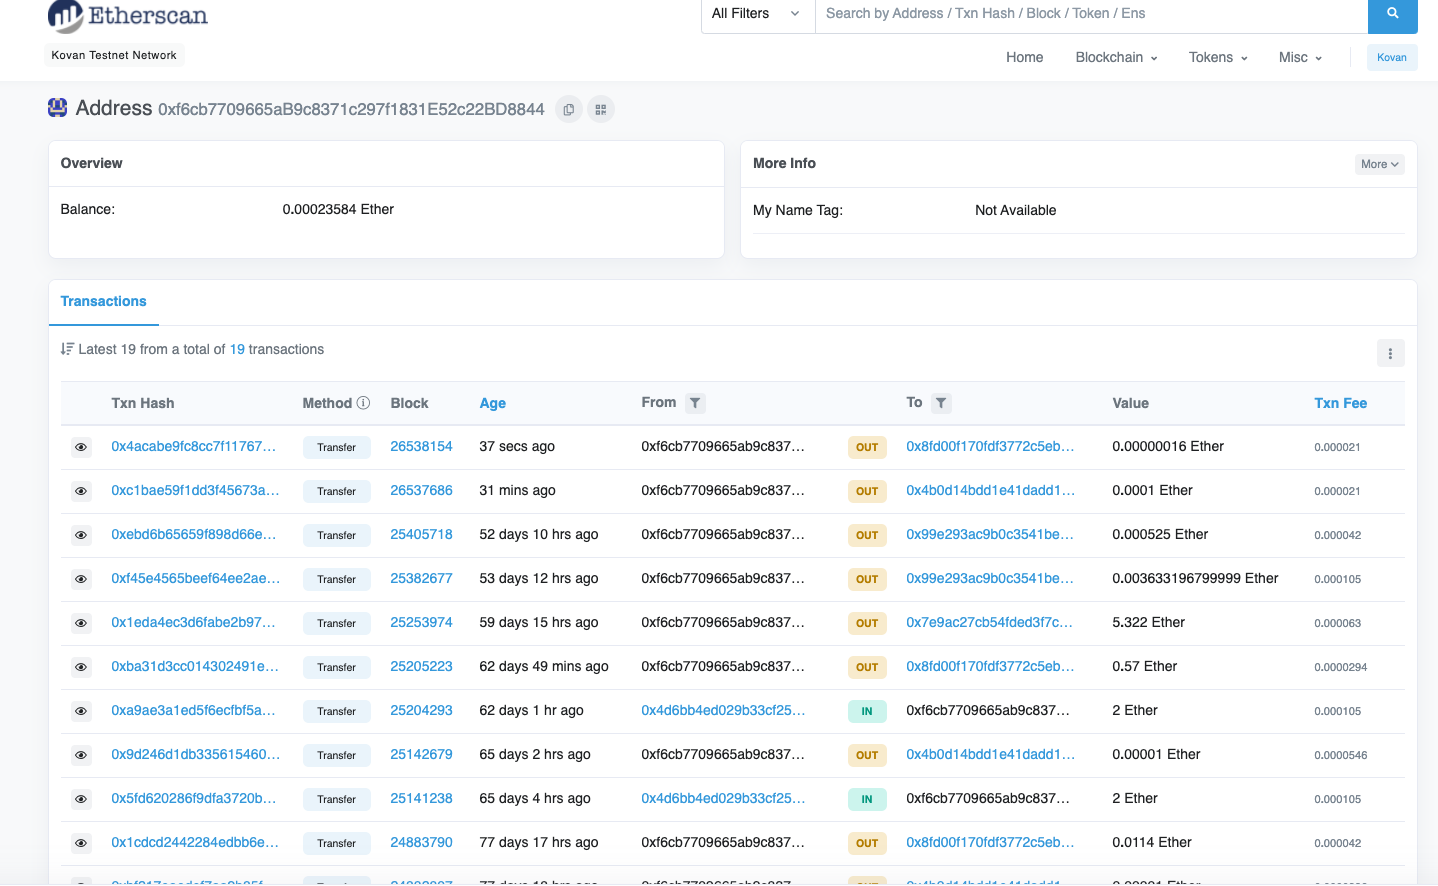 Etherscan
All Filters
Search by Address / Txn Hash / Block / Token / Ens
Kovan Testnet Network
Home Blockchain Tokens Misc Kovan
Address 0xf6cb7709665aB9c8371c297f1831E52c22BD8844
Overview
Balance: 0.00023584 Ether
More Info More
My Name Tag: Not Available
Transactions
Latest 19 from a total of 19 transactions
Txn Hash Method Block Age From To Value Txn Fee
0x4acabe9fc8cc7f11767... Transfer 26538154 37 secs ago 0xf6cb7709665ab9c837... OUT 0x8fd00f170fdf3772c5eb... 0.00000016 Ether 0.000021
0xc1bae59f1dd3f45673a... Transfer 26537686 31 mins ago 0xf6cb7709665ab9c837... OUT 0x4b0d14bdd1e41dadd1... 0.0001 Ether 0.000021
0xebd6b65659f898d66e... Transfer 25405718 52 days 10 hrs ago 0xf6cb7709665ab9c837... OUT 0x99e293ac9b0c3541be... 0.000525 Ether 0.000042
0xf45e4565beef64ee2ae... Transfer 25382677 53 days 12 hrs ago 0xf6cb7709665ab9c837... OUT 0x99e293ac9b0c3541be... 0.003633196799999 Ether 0.000105
0x1eda4ec3d6fabe2b97... Transfer 25253974 59 days 15 hrs ago 0xf6cb7709665ab9c837... OUT 0x7e9ac27cb54fded3f7c... 5.322 Ether 0.000063
0xba31d3cc014302491e... Transfer 25205223 62 days 49 mins ago 0xf6cb7709665ab9c837... OUT 0x8fd00f170fdf3772c5eb... 0.57 Ether 0.0000294
0xa9ae3a1ed5f6ecfbf5a... Transfer 25204293 62 days 1 hr ago 0x4d6bb4ed029b33cf25... IN 0xf6cb7709665ab9c837... 2 Ether 0.000105
0x9d246d1db335615460... Transfer 25142679 65 days 2 hrs ago 0xf6cb7709665ab9c837... OUT 0x4b0d14bdd1e41dadd1... 0.00001 Ether 0.0000546
0x5fd620286f9dfa3720b... Transfer 25141238 65 days 4 hrs ago 0x4d6bb4ed029b33cf25... IN 0xf6cb7709665ab9c837... 2 Ether 0.000105
0x1cdcd2442284edbb6e... Transfer 24883790 77 days 17 hrs ago 0xf6cb7709665ab9c837... OUT 0x8fd00f170fdf3772c5eb... 0.0114 Ether 0.000042